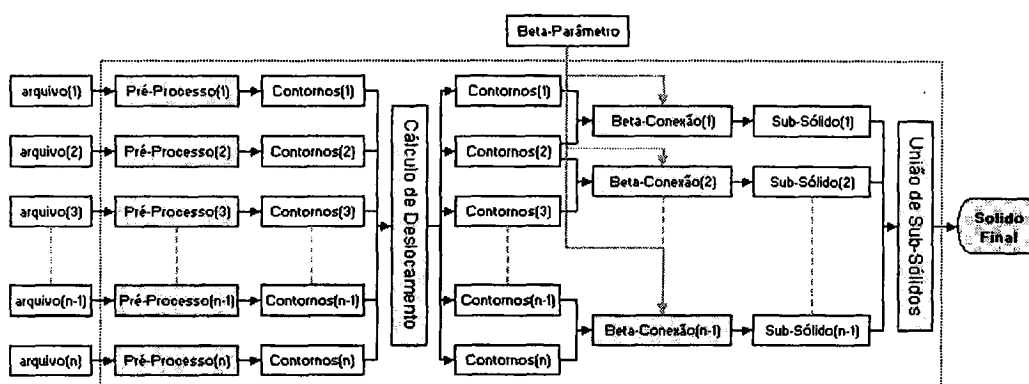 Beta-Parâmetro
arquivo(1) Pré-Processo(1) Contornos(1) Contornos(1)
Beta-Conexão(1) Sub-Sólido(1)
arquivo(2) Pré-Processo(2) Contornos(2) Contornos(2)
Beta-Conexão(2) Sub-Sólido(2)
arquivo(3) Pré-Processo(3) Contornos(3) Contornos(3)
Cálculo de Deslocamento
União de Sub-Sólidos
Solido
Final
arquivo(n-1) Pré-Processo(n-1) Contornos(n-1) Contornos(n-1)
Beta-Conexão(n-1) Sub-Sólido(n-1)
arquivo(n) Pré-Processo(n) Contornos(n) Contornos(n)